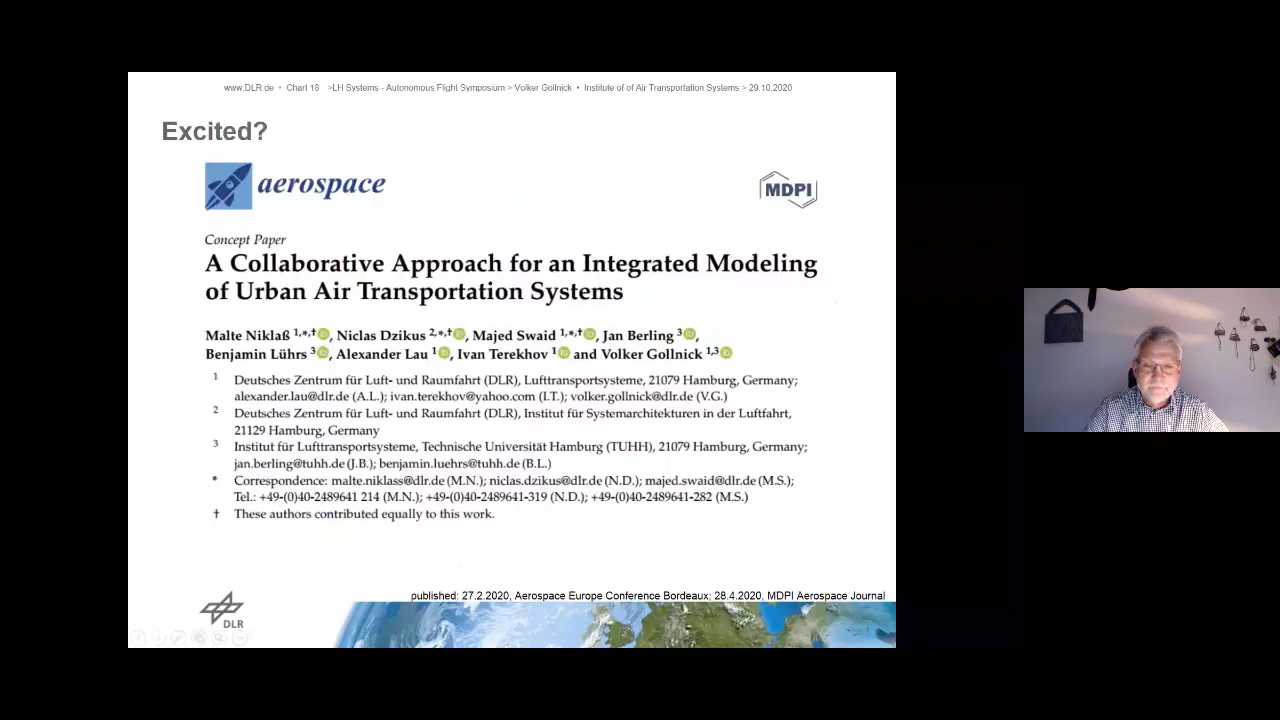 www.DLR.de • Chart 18 >LH Systems - Autonomous Flight Symposium > Volker Gollnick • Institute of of Air Transportation Systems > 29.10.2020
Excited?
aerospace
MDPI
Concept Paper
A Collaborative Approach for an Integrated Modeling
of Urban Air Transportation Systems
Malte Niklaß 1,*,†, Niclas Dzikus 2,*,†, Majed Swaid 1,*,†, Jan Berling 3,
Benjamin Lührs 3, Alexander Lau 1, Ivan Terekhov 1 and Volker Gollnick 1,3
1 Deutsches Zentrum für Luft- und Raumfahrt (DLR), Lufttransportsysteme, 21079 Hamburg, Germany;
alexander.lau@dlr.de (A.L.); ivan.terekhov@yahoo.com (I.T.); volker.gollnick@dlr.de (V.G.)
2 Deutsches Zentrum für Luft- und Raumfahrt (DLR), Institut für Systemarchitekturen in der Luftfahrt,
21129 Hamburg, Germany
3 Institut für Lufttransportsysteme, Technische Universität Hamburg (TUHH), 21079 Hamburg, Germany;
jan.berling@tuhh.de (J.B.); benjamin.luehrs@tuhh.de (B.L.)
* Correspondence: malte.niklass@dlr.de (M.N.); niclas.dzikus@dlr.de (N.D.); majed.swaid@dlr.de (M.S.);
Tel.: +49-(0)40-2489641 214 (M.N.); +49-(0)40-2489641-319 (N.D.); +49-(0)40-2489641-282 (M.S.)
† These authors contributed equally to this work.
published: 27.2.2020, Aerospace Europe Conference Bordeaux; 28.4.2020, MDPI Aerospace Journal
DLR